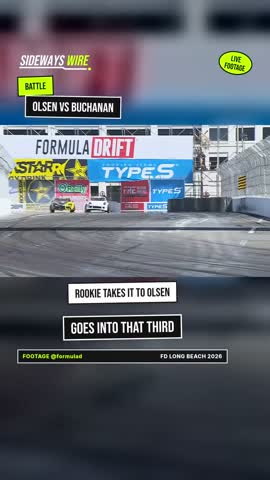 SIDEWAYS WIRE.
LIVE
FOOTAGE
BATTLE
OLSEN VS BUCHANAN
FORMULA DRIFT
TYPE S
ROCKSTAR
ROOKIE TAKES IT TO OLSEN
GOES INTO THAT THIRD
FOOTAGE @formulad
FD LONG BEACH 2026